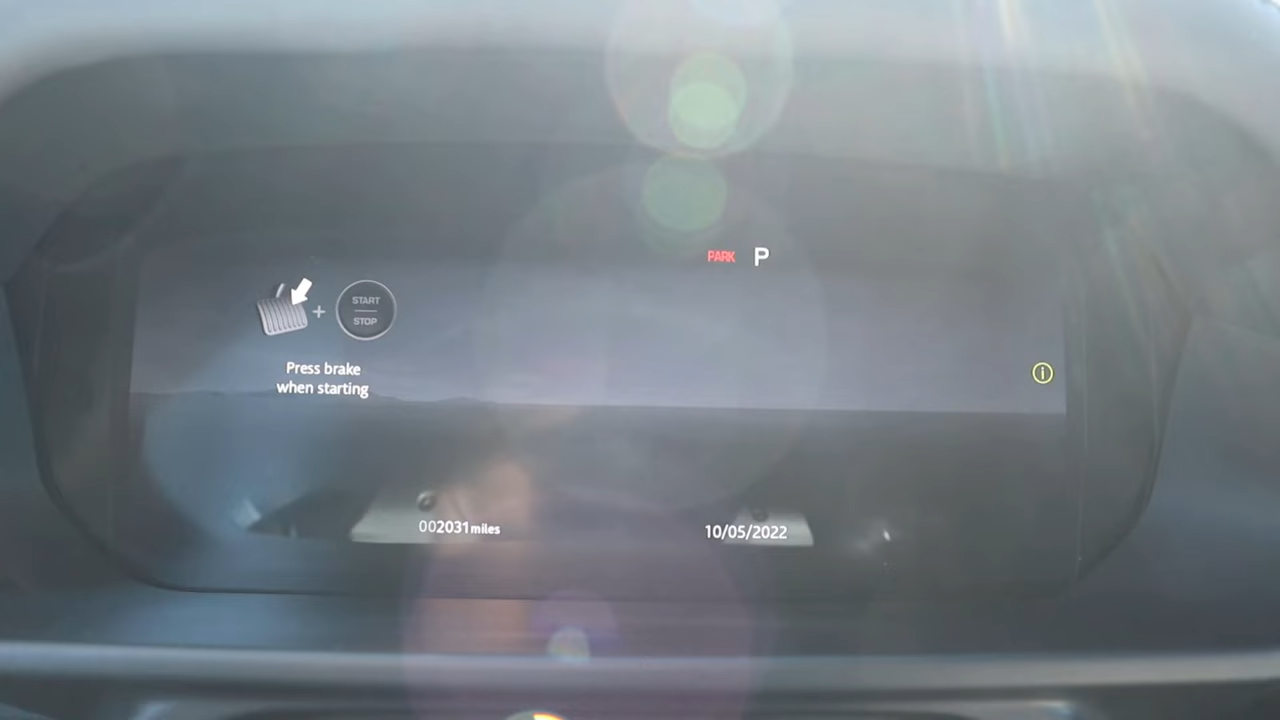 PARK P
START
STOP
Press brake
when starting
002031 miles
10/05/2022